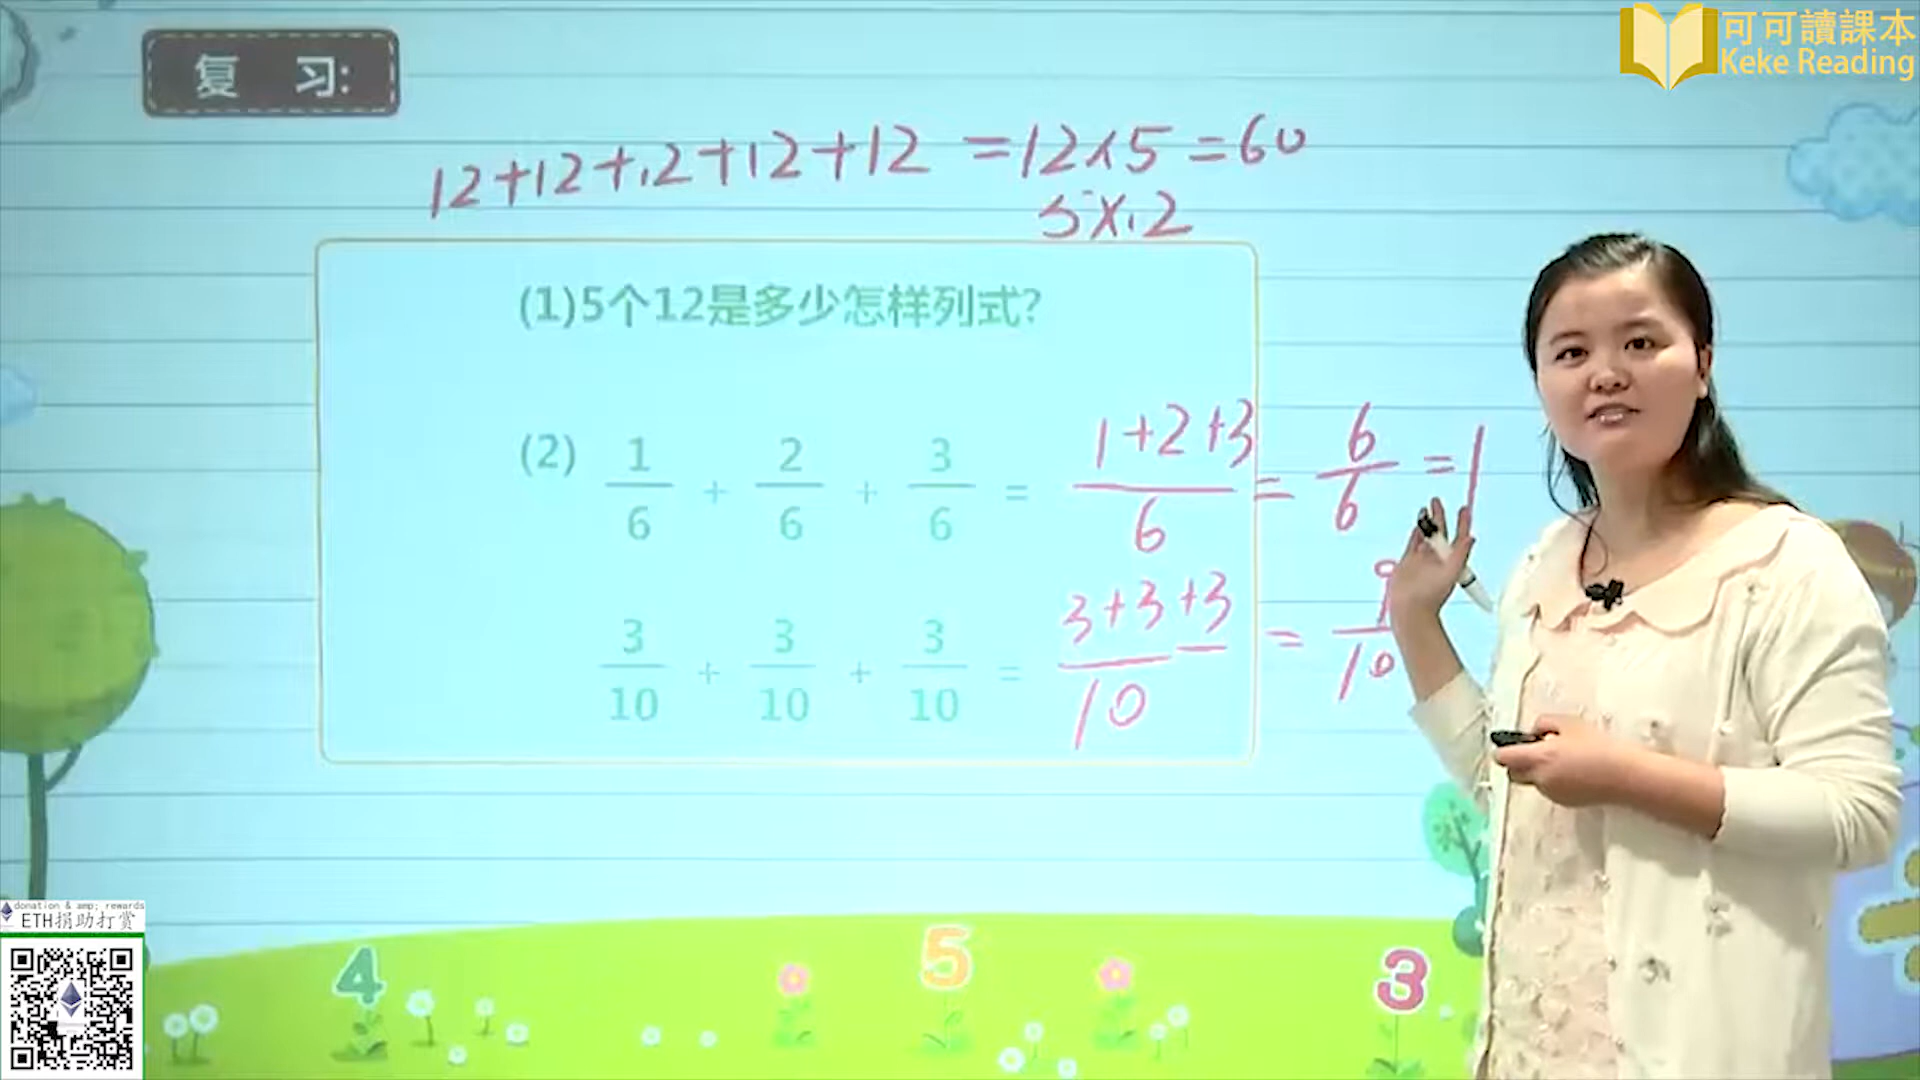 可可讀課本
Keke Reading
复 习:
12+12+12+12+12 =12×5=60
5×12
(1)5个12是多少怎样列式?
(2) 1/6 + 2/6 + 3/6 = (1+2+3)/6 = 6/6 =1
3/10 + 3/10 + 3/10 = (3+3+3)/10 = 9/10
donation & amp; rewards
ETH捐助打赏
4
5
3